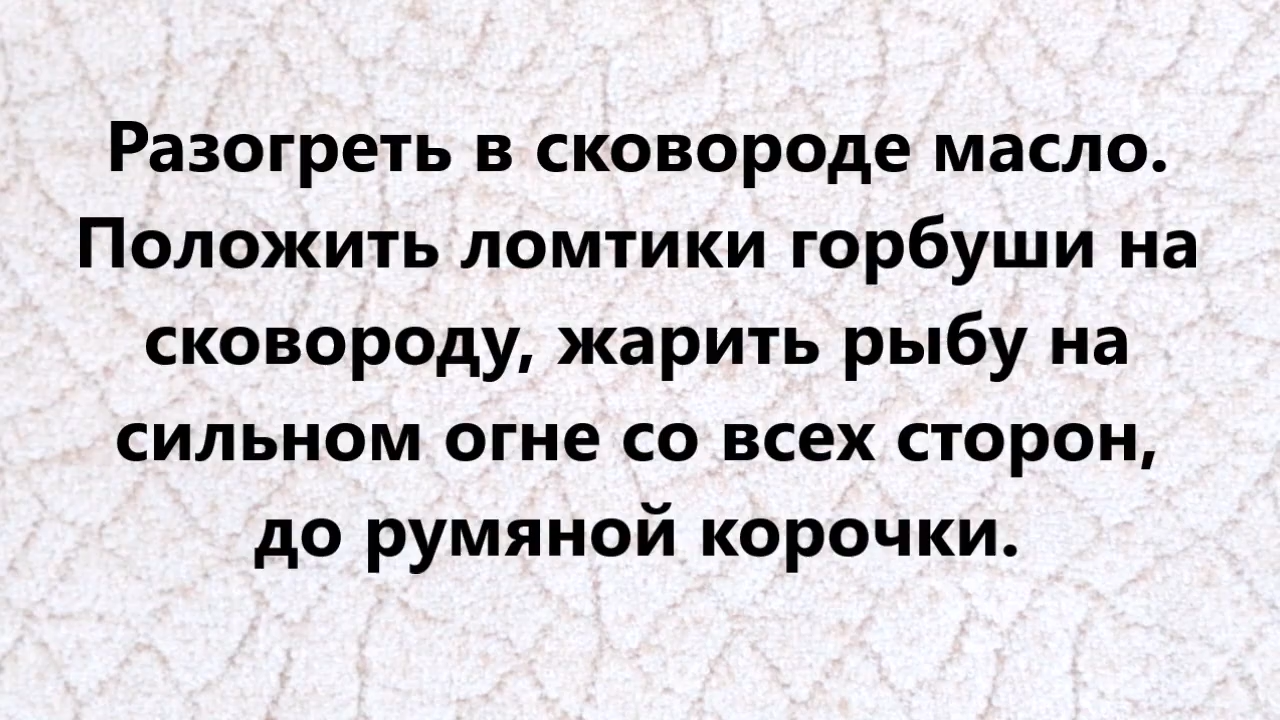 Разогреть в сковороде масло.
Положить ломтики горбуши на
сковороду, жарить рыбу на
сильном огне со всех сторон,
до румяной корочки.